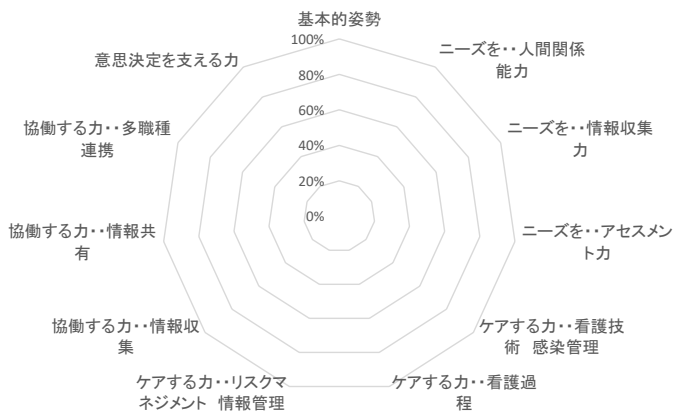 基本的姿勢
ニーズを・・人間関係
能力
ニーズを・・情報収集
力
ニーズを・・アセスメン
ト力
ケアする力・・看護技
術　感染管理
ケアする力・・看護過
程
ケアする力・・リスクマ
ネジメント　情報管理
協働する力・・情報収
集
協働する力・・情報共
有
協働する力・・多職種
連携
意思決定を支える力
100%
80%
60%
40%
20%
0%